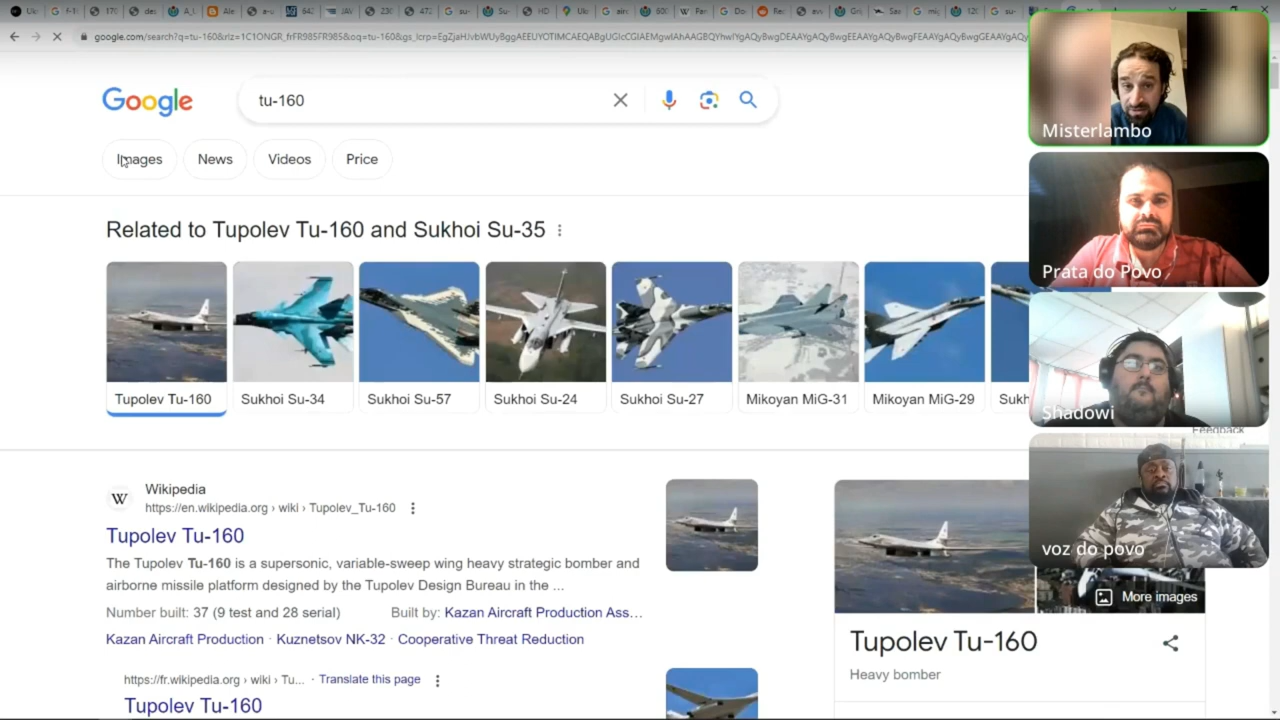 google.com/search?q=tu-160&rlz=1C1ONGR_frFR985FR985&oq=tu-160
Google
tu-160
Images
News
Videos
Price
Related to Tupolev Tu-160 and Sukhoi Su-35
Tupolev Tu-160
Sukhoi Su-34
Sukhoi Su-57
Sukhoi Su-24
Sukhoi Su-27
Mikoyan MiG-31
Mikoyan MiG-29
Sukh
Feedback
W
Wikipedia
https://en.wikipedia.org › wiki › Tupolev_Tu-160
Tupolev Tu-160
The Tupolev Tu-160 is a supersonic, variable-sweep wing heavy strategic bomber and
airborne missile platform designed by the Tupolev Design Bureau in the ...
Number built: 37 (9 test and 28 serial)
Built by: Kazan Aircraft Production Ass…
Kazan Aircraft Production · Kuznetsov NK-32 · Cooperative Threat Reduction
https://fr.wikipedia.org › wiki › Tu... · Translate this page
Tupolev Tu-160
More images
Tupolev Tu-160
Heavy bomber
Misterlambo
Prata do Povo
Shadowi
voz do povo